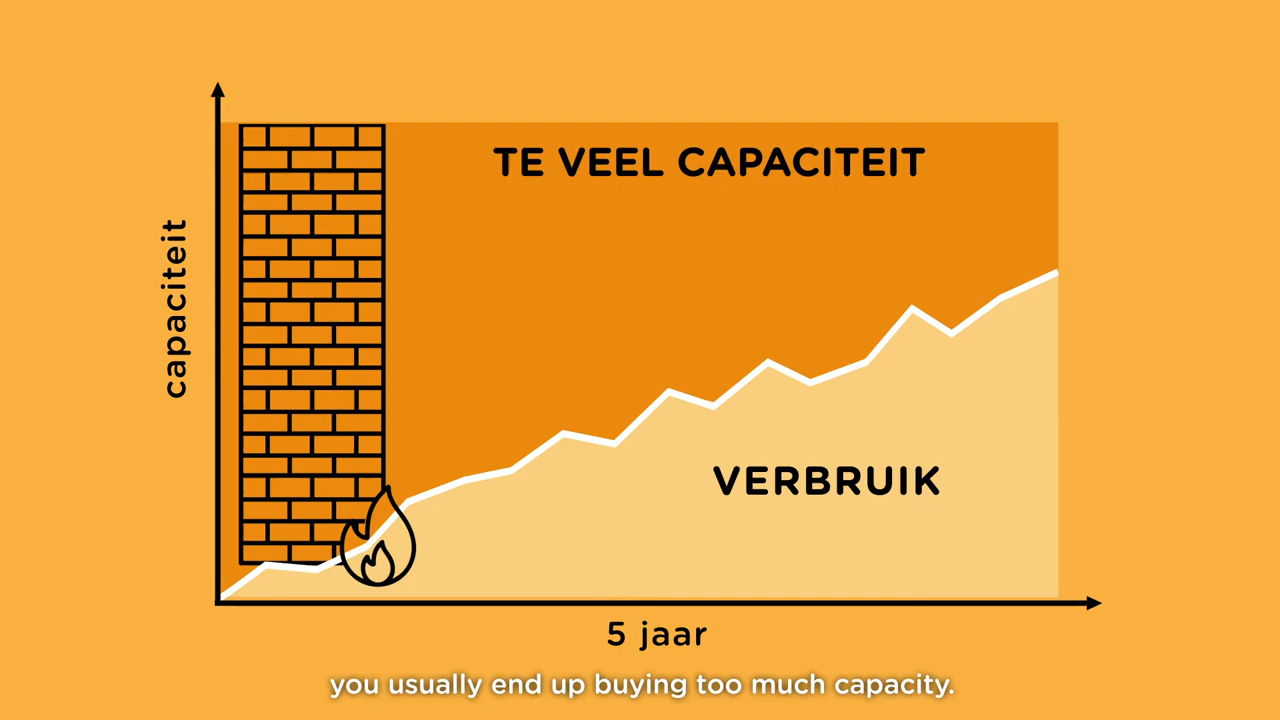 TE VEEL CAPACITEIT
capaciteit
VERBRUIK
5 jaar
you usually end up buying too much capacity.